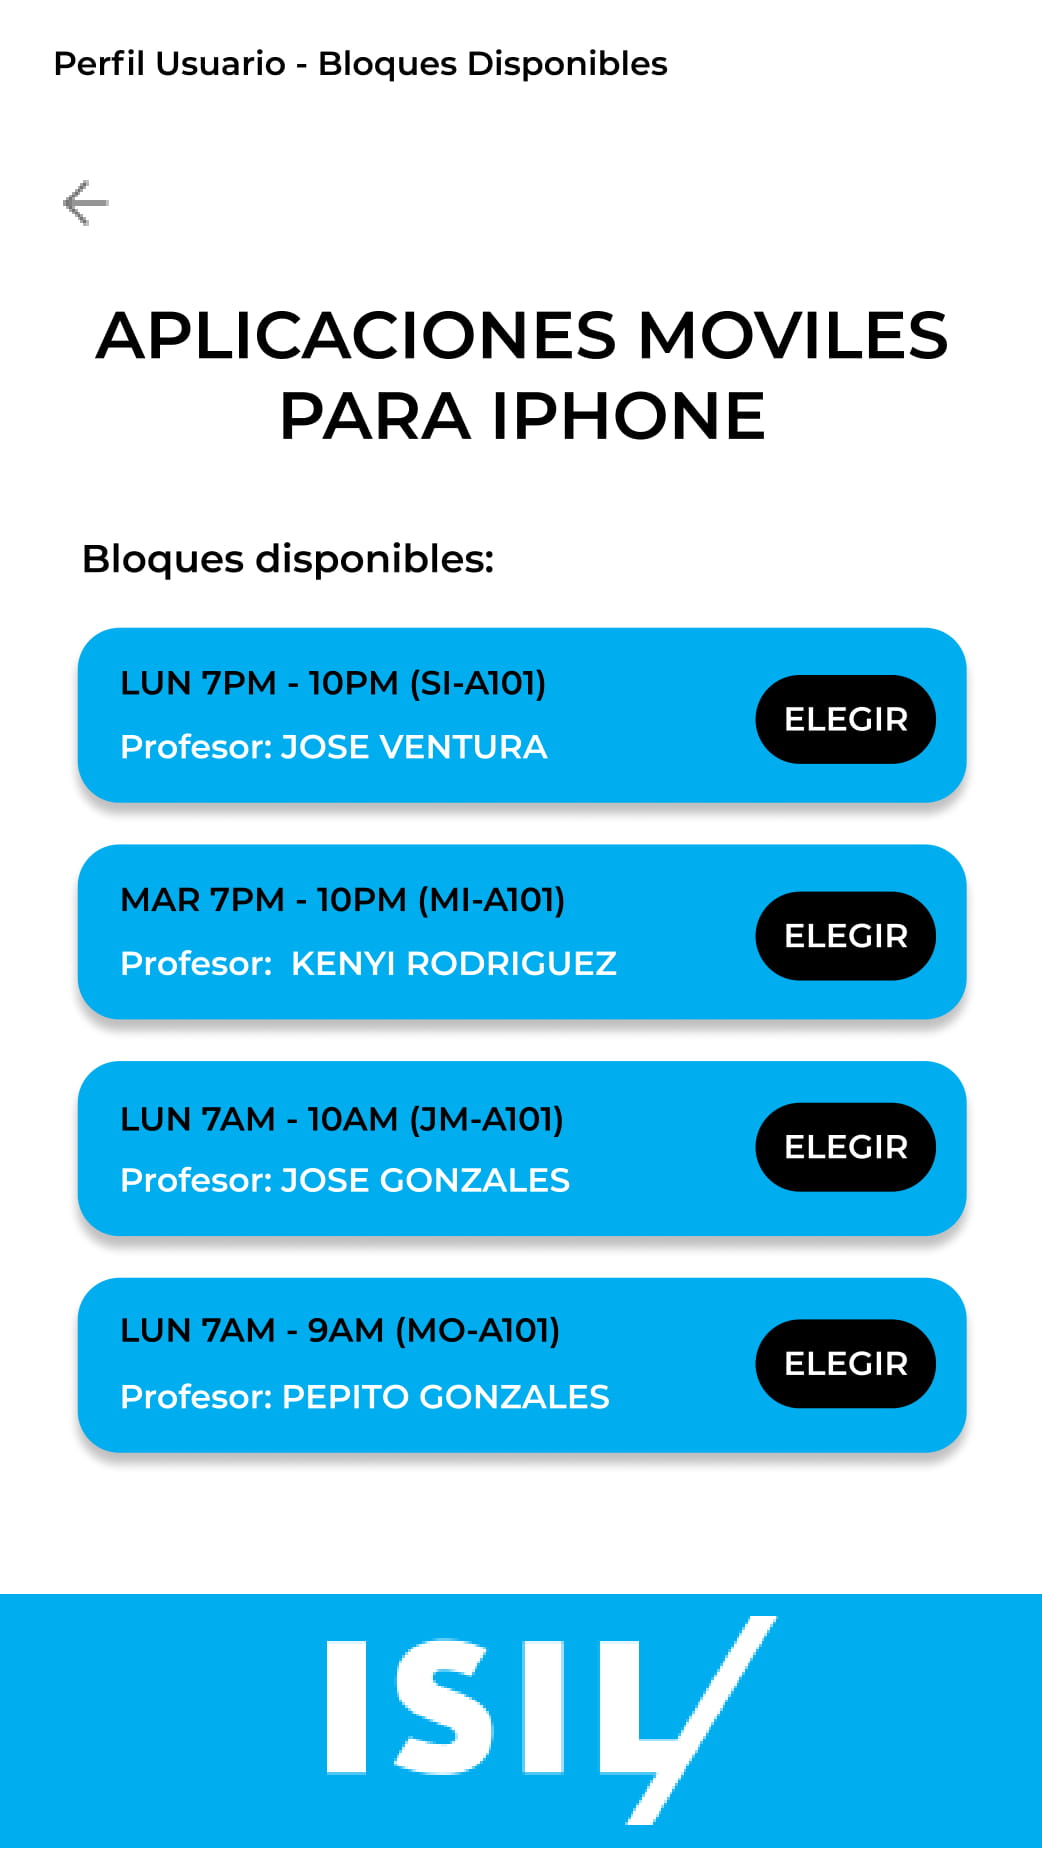 Perfil Usuario - Bloques Disponibles
APLICACIONES MOVILES
PARA IPHONE
Bloques disponibles:
LUN 7PM - 10PM (SI-A101)
ELEGIR
Profesor: JOSE VENTURA
MAR 7PM - 10PM (MI-A101)
ELEGIR
Profesor:  KENYI RODRIGUEZ
LUN 7AM - 10AM (JM-A101)
ELEGIR
Profesor: JOSE GONZALES
LUN 7AM - 9AM (MO-A101)
ELEGIR
Profesor: PEPITO GONZALES
ISIL